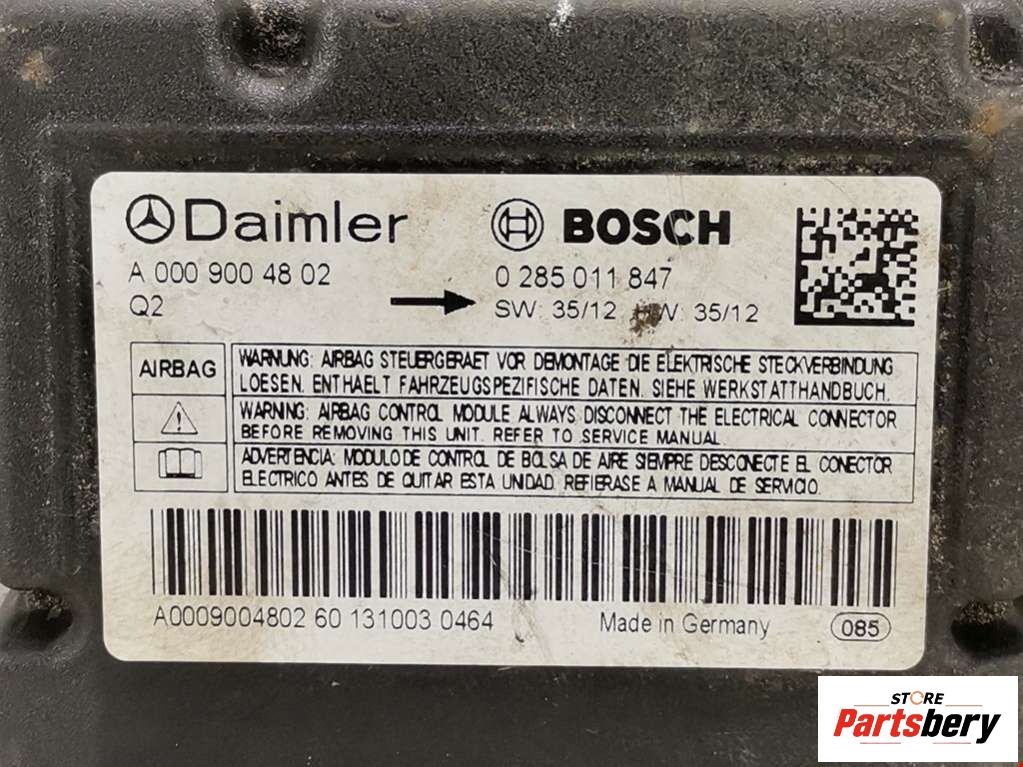 Daimler
A 000 900 48 02
Q2
BOSCH
0 285 011 847
SW: 35/12 HW: 35/12
AIRBAG
WARNUNG: AIRBAG STEUERGERAET VOR DEMONTAGE DIE ELEKTRISCHE STECKVERBINDUNG
LOESEN. ENTHAELT FAHRZEUGSPEZIFISCHE DATEN. SIEHE WERKSTATTHANDBUCH.
WARNING: AIRBAG CONTROL MODULE ALWAYS DISCONNECT THE ELECTRICAL CONNECTOR
BEFORE REMOVING THIS UNIT. REFER TO SERVICE MANUAL.
ADVERTENCIA: MODULO DE CONTROL DE BOLSA DE AIRE SIEMPRE DESCONECTE EL CONECTOR
ELECTRICO ANTES DE QUITAR ESTA UNIDAD. REFIERASE A MANUAL DE SERVICIO.
A0009004802 60 131003 0464
Made in Germany
085
STORE
Partsbery